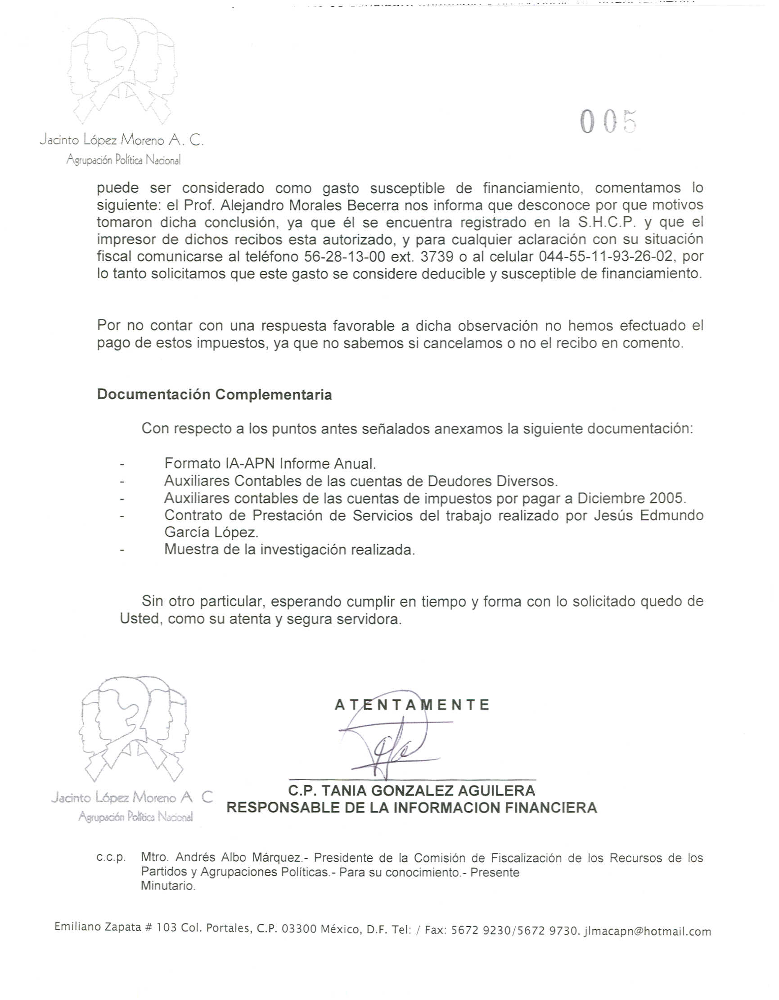 Jacinto López Moreno A. C.
Agrupación Política Nacional
005
puede ser considerado como gasto susceptible de financiamiento, comentamos lo
siguiente: el Prof. Alejandro Morales Becerra nos informa que desconoce por que motivos
tomaron dicha conclusión, ya que él se encuentra registrado en la S.H.C.P. y que el
impresor de dichos recibos esta autorizado, y para cualquier aclaración con su situación
fiscal comunicarse al teléfono 56-28-13-00 ext. 3739 o al celular 044-55-11-93-26-02, por
lo tanto solicitamos que este gasto se considere deducible y susceptible de financiamiento.
Por no contar con una respuesta favorable a dicha observación no hemos efectuado el
pago de estos impuestos, ya que no sabemos si cancelamos o no el recibo en comento.
Documentación Complementaria
Con respecto a los puntos antes señalados anexamos la siguiente documentación:
- Formato IA-APN Informe Anual.
- Auxiliares Contables de las cuentas de Deudores Diversos.
- Auxiliares contables de las cuentas de impuestos por pagar a Diciembre 2005.
- Contrato de Prestación de Servicios del trabajo realizado por Jesús Edmundo
García López.
- Muestra de la investigación realizada.
Sin otro particular, esperando cumplir en tiempo y forma con lo solicitado quedo de
Usted, como su atenta y segura servidora.
A T E N T A M E N T E
C.P. TANIA GONZALEZ AGUILERA
RESPONSABLE DE LA INFORMACION FINANCIERA
Jacinto López Moreno A C
Agrupación Política Nacional
c.c.p. Mtro. Andrés Albo Márquez.- Presidente de la Comisión de Fiscalización de los Recursos de los
Partidos y Agrupaciones Políticas.- Para su conocimiento.- Presente
Minutario.
Emiliano Zapata # 103 Col. Portales, C.P. 03300 México, D.F. Tel: / Fax: 5672 9230/5672 9730. jlmacapn@hotmail.com